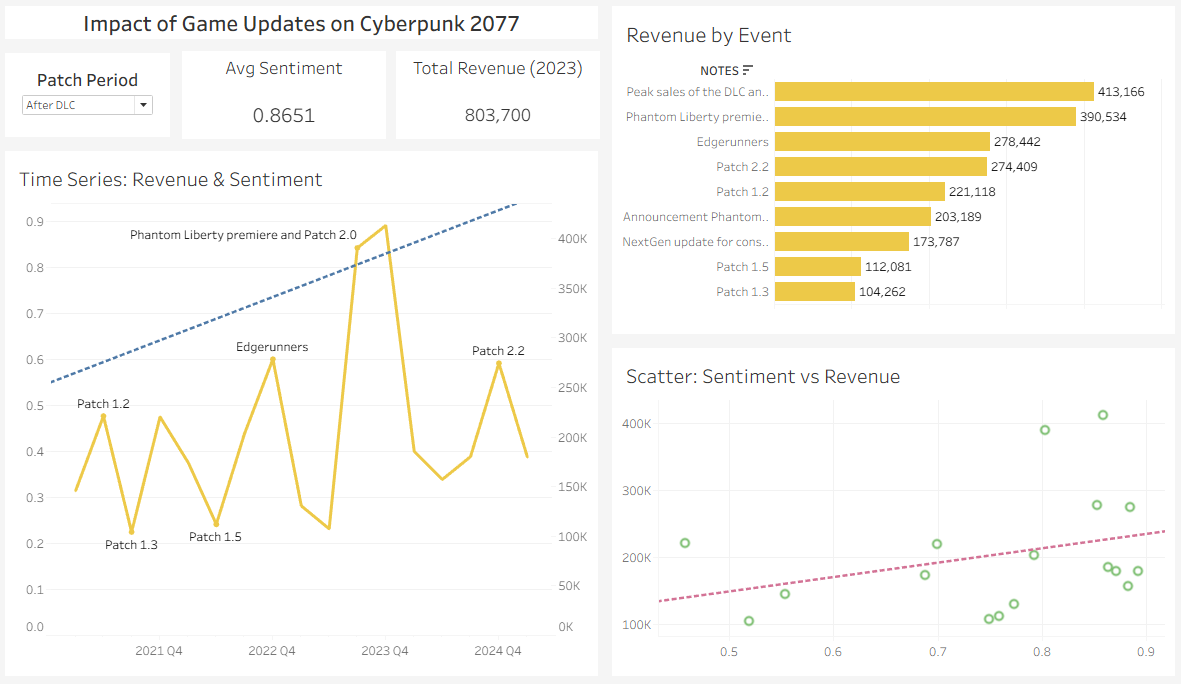 Impact of Game Updates on Cyberpunk 2077
Patch Period
After DLC
Avg Sentiment
0.8651
Total Revenue (2023)
803,700
Time Series: Revenue & Sentiment
0.9
0.8
0.7
0.6
0.5
0.4
0.3
0.2
0.1
0.0
Phantom Liberty premiere and Patch 2.0
Edgerunners
Patch 2.2
Patch 1.2
Patch 1.3
Patch 1.5
400K
350K
300K
250K
200K
150K
100K
50K
0K
2021 Q4
2022 Q4
2023 Q4
2024 Q4
Revenue by Event
NOTES
Peak sales of the DLC an.. 413,166
Phantom Liberty premie.. 390,534
Edgerunners 278,442
Patch 2.2 274,409
Patch 1.2 221,118
Announcement Phantom.. 203,189
NextGen update for cons.. 173,787
Patch 1.5 112,081
Patch 1.3 104,262
Scatter: Sentiment vs Revenue
400K
300K
200K
100K
0.5
0.6
0.7
0.8
0.9